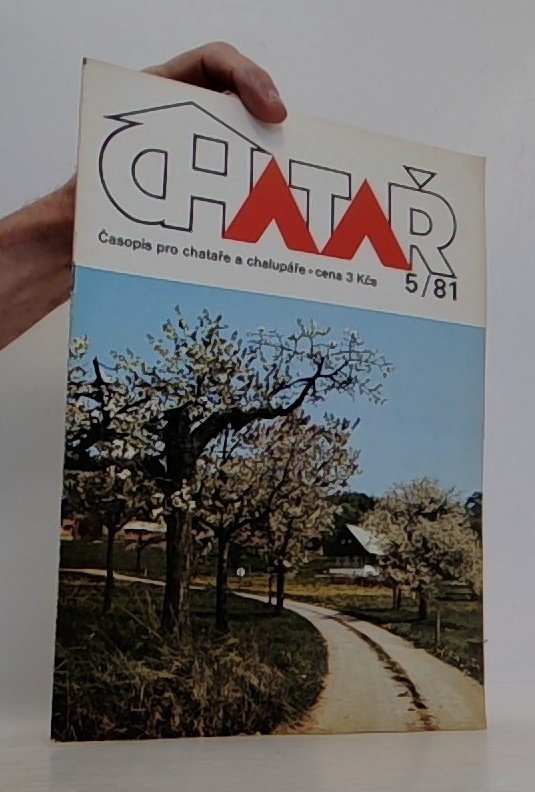 CHATAŘ
Časopis pro chataře a chalupáře • cena 3 Kčs
5/81